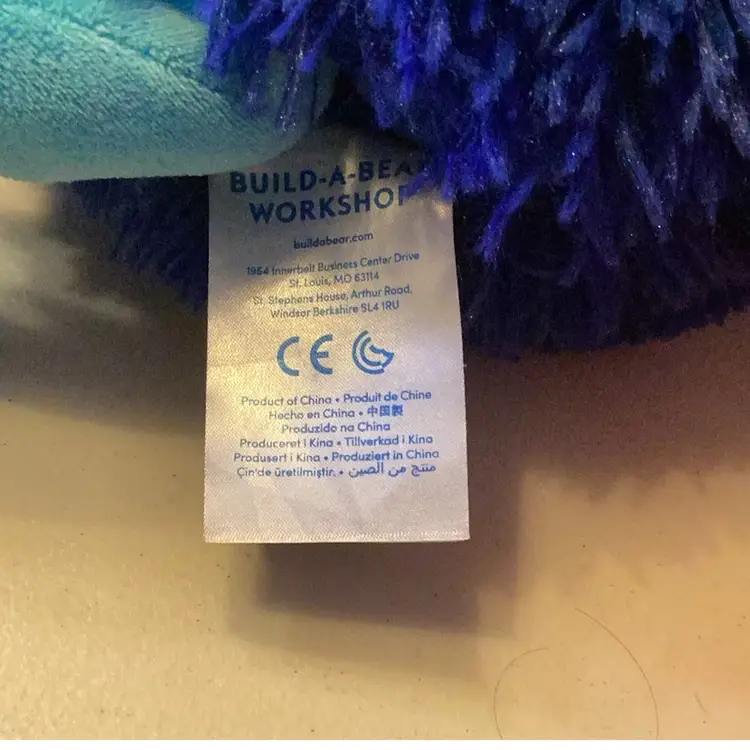 BUILD-A-BEAR
WORKSHOP
buildabear.com
1954 Innerbelt Business Center Drive
St. Louis, MO 63114
St. Stephens House, Arthur Road,
Windsor Berkshire SL4 1RU
CE
Product of China • Produit de Chine
Hecho en China • 中国製
Produzido na China
Produceret i Kina • Tillverkad i Kina
Produsert i Kina • Produziert in China
Çin'de üretilmiştir. • منتج من الصين